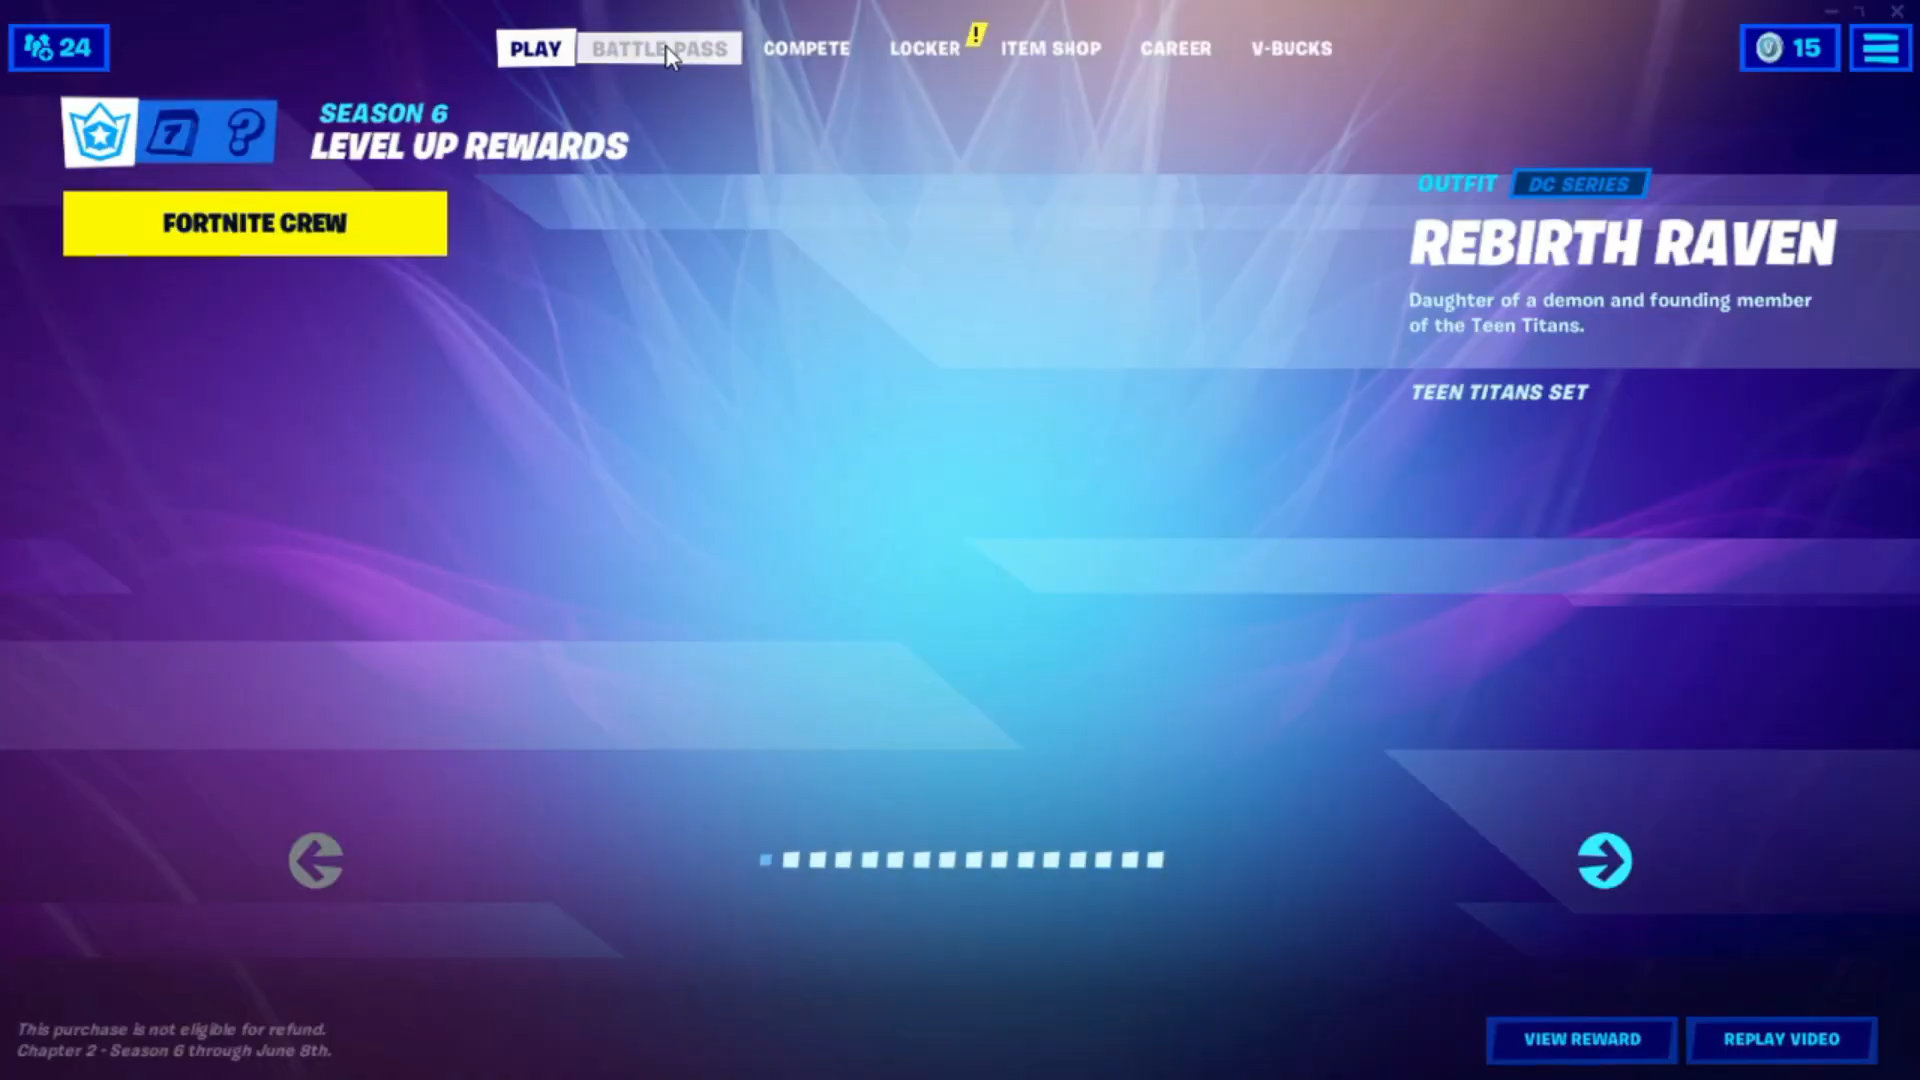 24
PLAY
BATTLE PASS
COMPETE
LOCKER
!
ITEM SHOP
CAREER
V-BUCKS
V 15
7 ?
SEASON 6
LEVEL UP REWARDS
FORTNITE CREW
OUTFIT DC SERIES
REBIRTH RAVEN
Daughter of a demon and founding member
of the Teen Titans.
TEEN TITANS SET
This purchase is not eligible for refund.
Chapter 2 - Season 6 through June 8th.
VIEW REWARD
REPLAY VIDEO